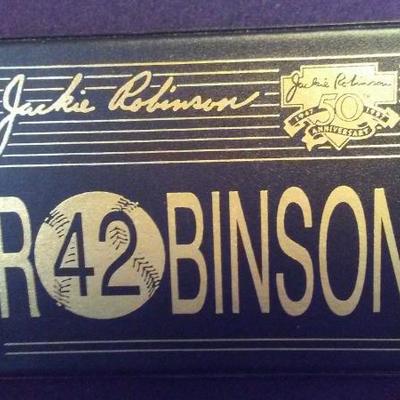 Jackie Robinson
Jackie Robinson
50
1947 1997
ANNIVERSARY
R42BINSON